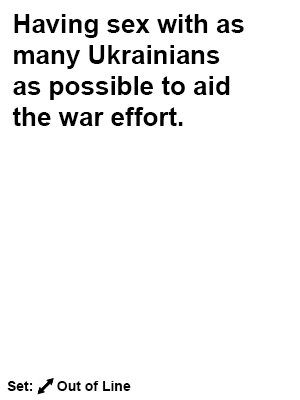 Having sex with as
many Ukrainians
as possible to aid
the war effort.
Set: Out of Line